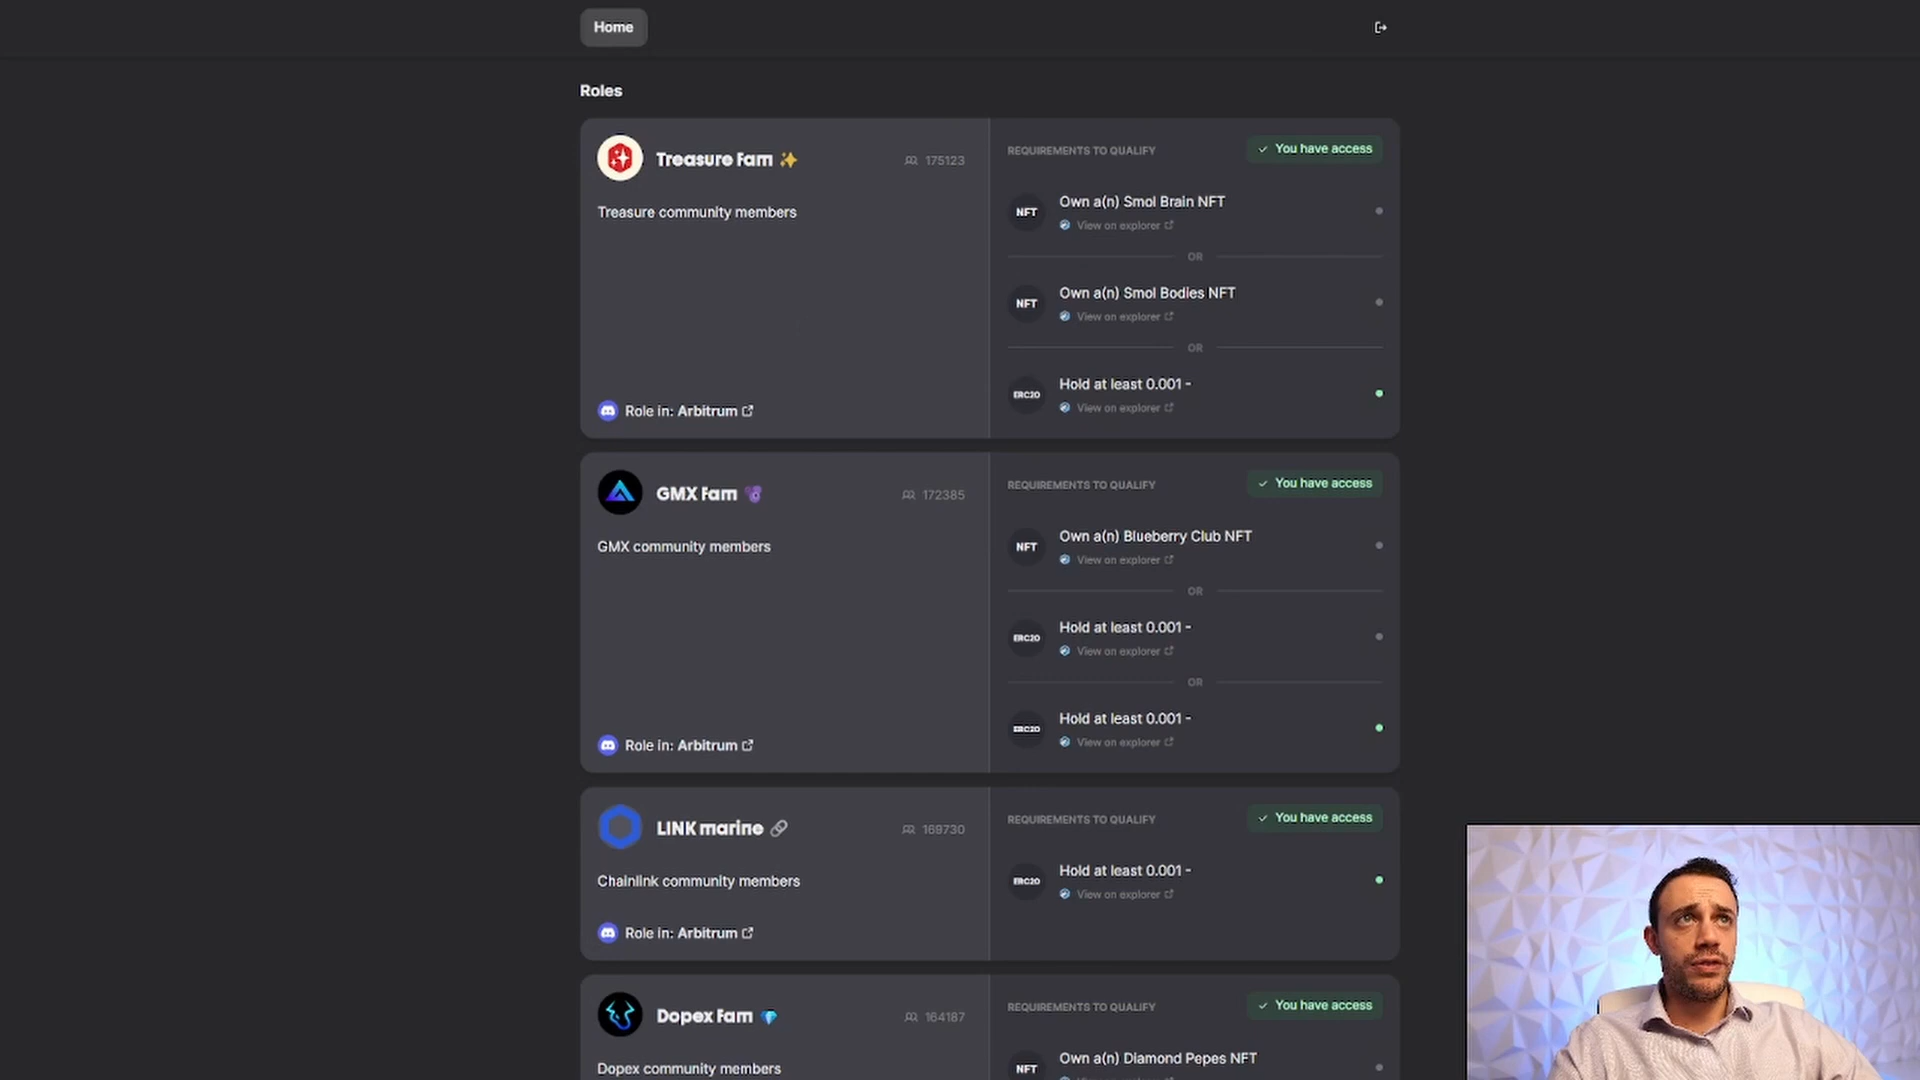 Home
Roles
Treasure Fam ✨
175123
Treasure community members
Role in: Arbitrum
REQUIREMENTS TO QUALIFY
✓ You have access
NFT
Own a(n) Smol Brain NFT
View on explorer
OR
NFT
Own a(n) Smol Bodies NFT
View on explorer
OR
ERC20
Hold at least 0.001 -
View on explorer
GMX Fam 🫐
172385
GMX community members
Role in: Arbitrum
REQUIREMENTS TO QUALIFY
✓ You have access
NFT
Own a(n) Blueberry Club NFT
View on explorer
OR
ERC20
Hold at least 0.001 -
View on explorer
OR
ERC20
Hold at least 0.001 -
View on explorer
LINK marine 🔗
169730
Chainlink community members
Role in: Arbitrum
REQUIREMENTS TO QUALIFY
✓ You have access
ERC20
Hold at least 0.001 -
View on explorer
Dopex Fam 💎
164187
Dopex community members
REQUIREMENTS TO QUALIFY
✓ You have access
NFT
Own a(n) Diamond Pepes NFT